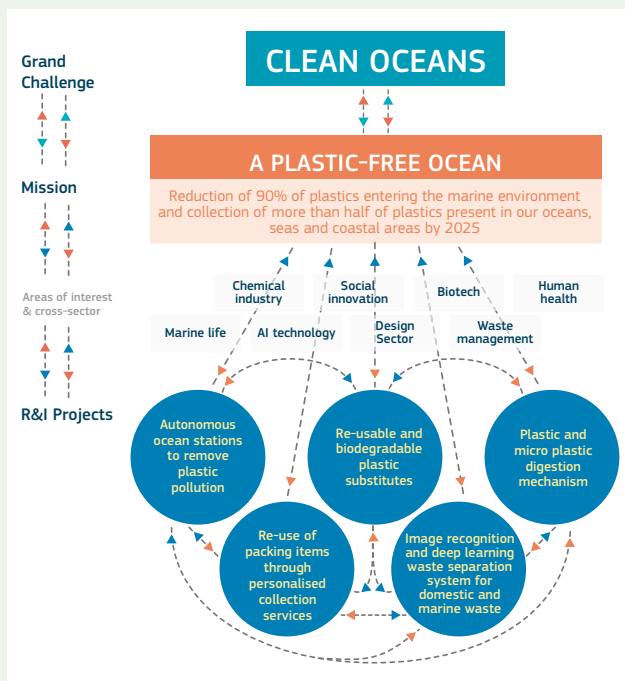 Grand
Challenge
CLEAN OCEANS
Mission
A PLASTIC-FREE OCEAN
Reduction of 90% of plastics entering the marine environment
and collection of more than half of plastics present in our oceans,
seas and coastal areas by 2025
Areas of interest
& cross-sector
Chemical
industry
Social
innovation
Biotech
Human
health
Marine life
AI technology
Design
Sector
Waste
management
R&I Projects
Autonomous
ocean stations
to remove
plastic
pollution
Re-usable and
biodegradable
plastic
substitutes
Plastic and
micro plastic
digestion
mechanism
Re-use of
packing items
through
personalised
collection
services
Image recognition
and deep learning
waste separation
system for
domestic and
marine waste